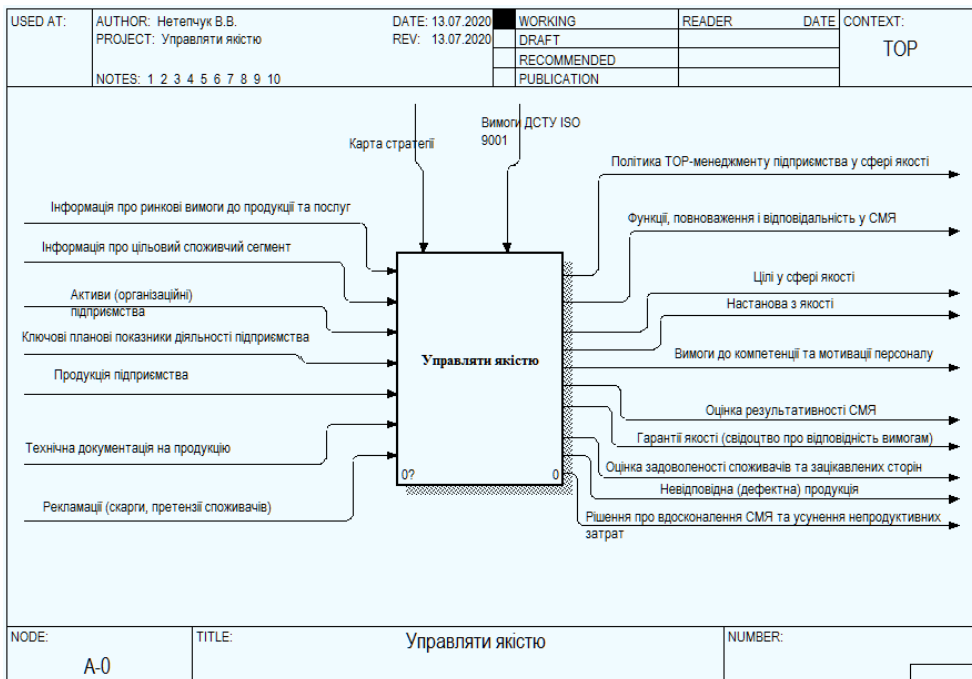 USED AT:
AUTHOR: Нетепчук В.В.
DATE: 13.07.2020
PROJECT: Управляти якістю
REV: 13.07.2020
NOTES: 1 2 3 4 5 6 7 8 9 10
WORKING
DRAFT
RECOMMENDED
PUBLICATION
READER
DATE
CONTEXT:
TOP
Карта стратегії
Вимоги ДСТУ ISO
9001
Інформація про ринкові вимоги до продукції та послуг
Інформація про цільовий споживчий сегмент
Активи (організаційні)
підприємства
Ключові планові показники діяльності підприємства
Продукція підприємства
Технічна документація на продукцію
Рекламації (скарги, претензії споживачів)
Управляти якістю
0?
0
Політика ТОР-менеджменту підприємства у сфері якості
Функції, повноваження і відповідальність у СМЯ
Цілі у сфері якості
Настанова з якості
Вимоги до компетенції та мотивації персоналу
Оцінка результативності СМЯ
Гарантії якості (свідоцтво про відповідність вимогам)
Оцінка задоволеності споживачів та зацікавлених сторін
Невідповідна (дефектна) продукція
Рішення про вдосконалення СМЯ та усунення непродуктивних
затрат
NODE:
A-0
TITLE:
Управляти якістю
NUMBER: